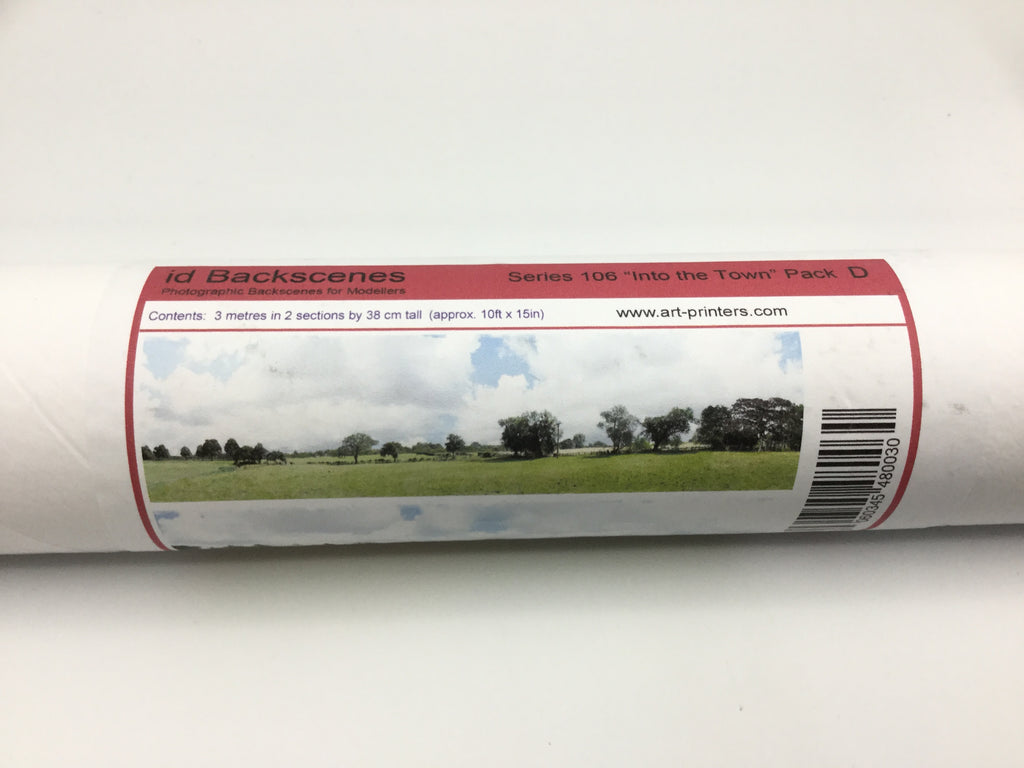 id Backscenes
Photographic Backscenes for Modellers
Series 106 "Into the Town" Pack D
Contents: 3 metres in 2 sections by 38 cm tall (approx. 10ft x 15in)
www.art-printers.com
060345 480030